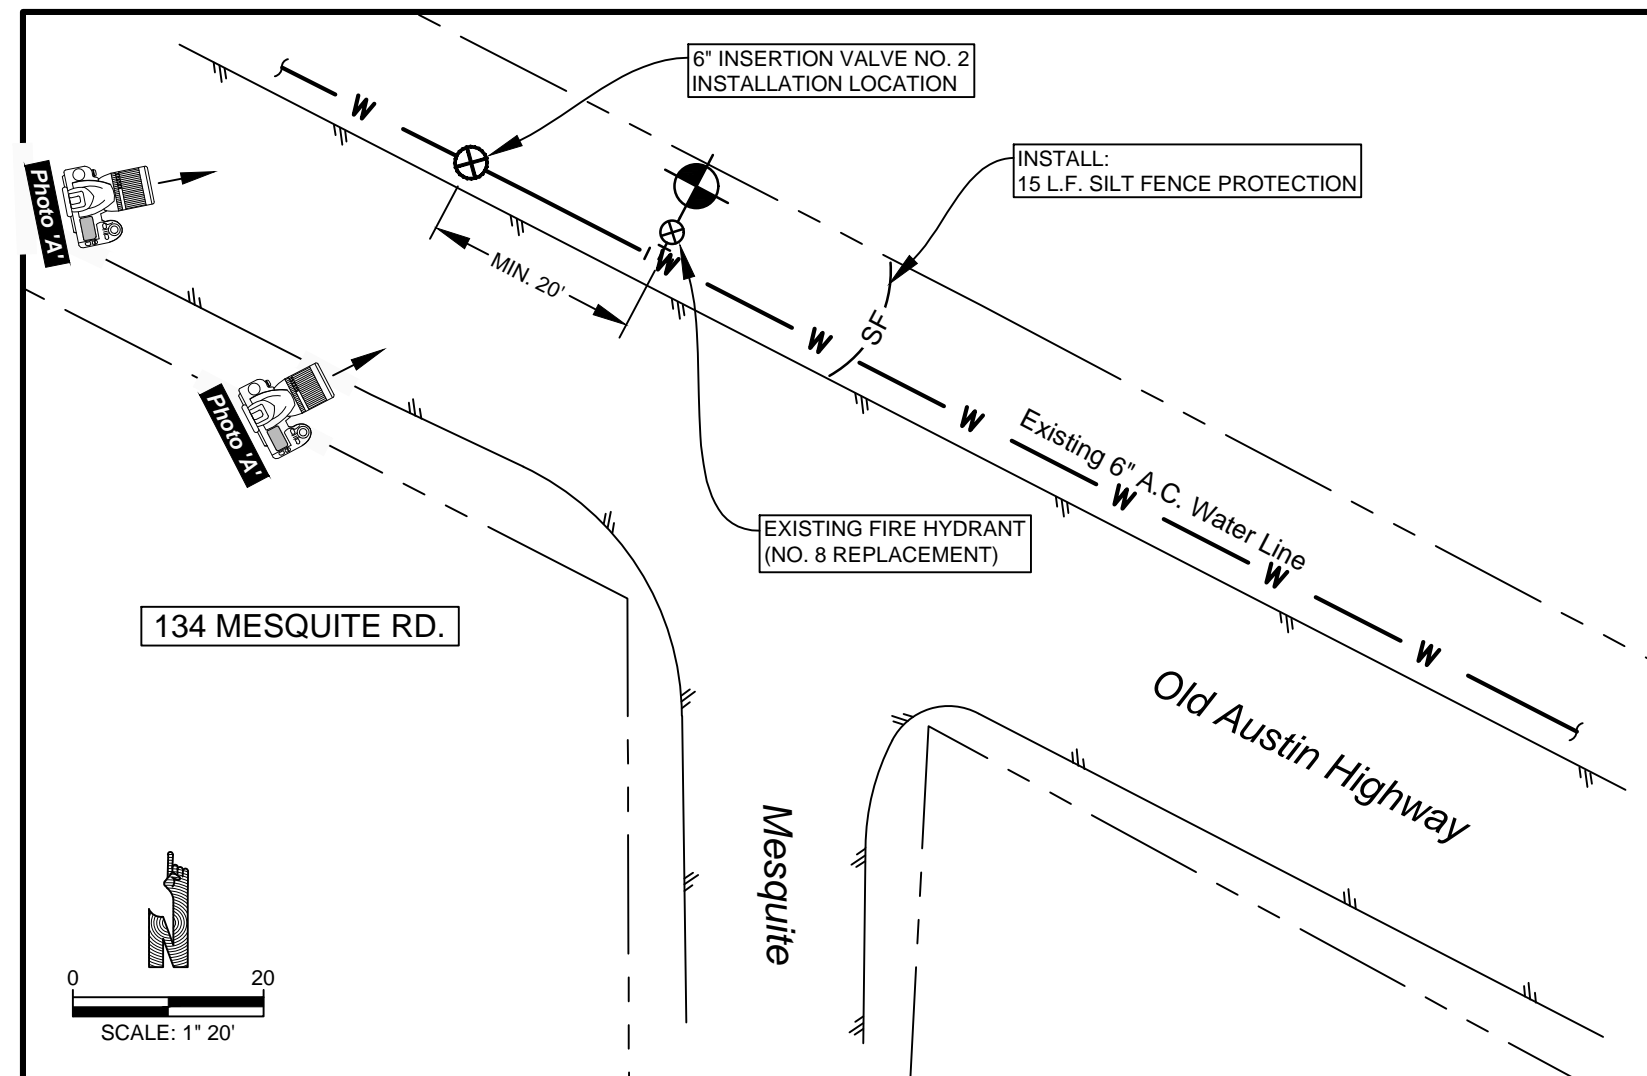 6" INSERTION VALVE NO. 2
INSTALLATION LOCATION
W
INSTALL:
15 L.F. SILT FENCE PROTECTION
Photo 'A'
MIN. 20'
W
W
SF
Photo 'A'
W
Existing 6" A.C. Water Line
W
EXISTING FIRE HYDRANT
(NO. 8 REPLACEMENT)
W
134 MESQUITE RD.
W
Old Austin Highway
Mesquite
N
0 20
SCALE: 1" 20'